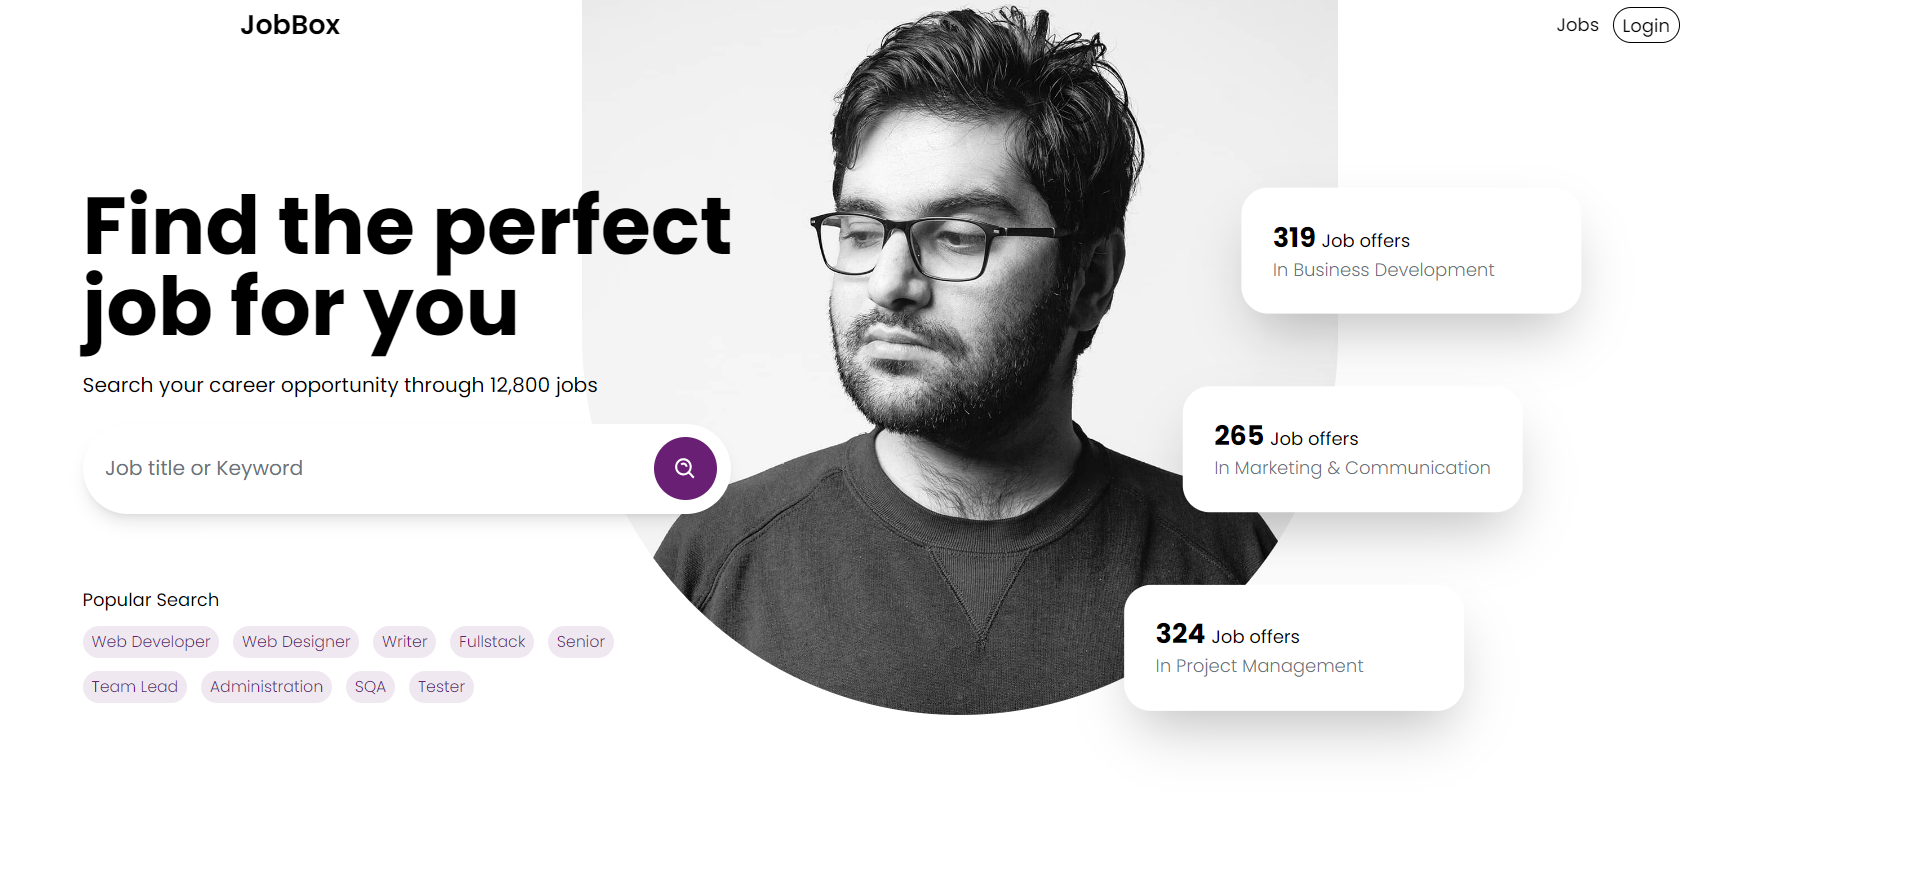 JobBox
Jobs
Login
Find the perfect
job for you
Search your career opportunity through 12,800 jobs
Job title or Keyword
Popular Search
Web Developer
Web Designer
Writer
Fullstack
Senior
Team Lead
Administration
SQA
Tester
319 Job offers
In Business Development
265 Job offers
In Marketing & Communication
324 Job offers
In Project Management